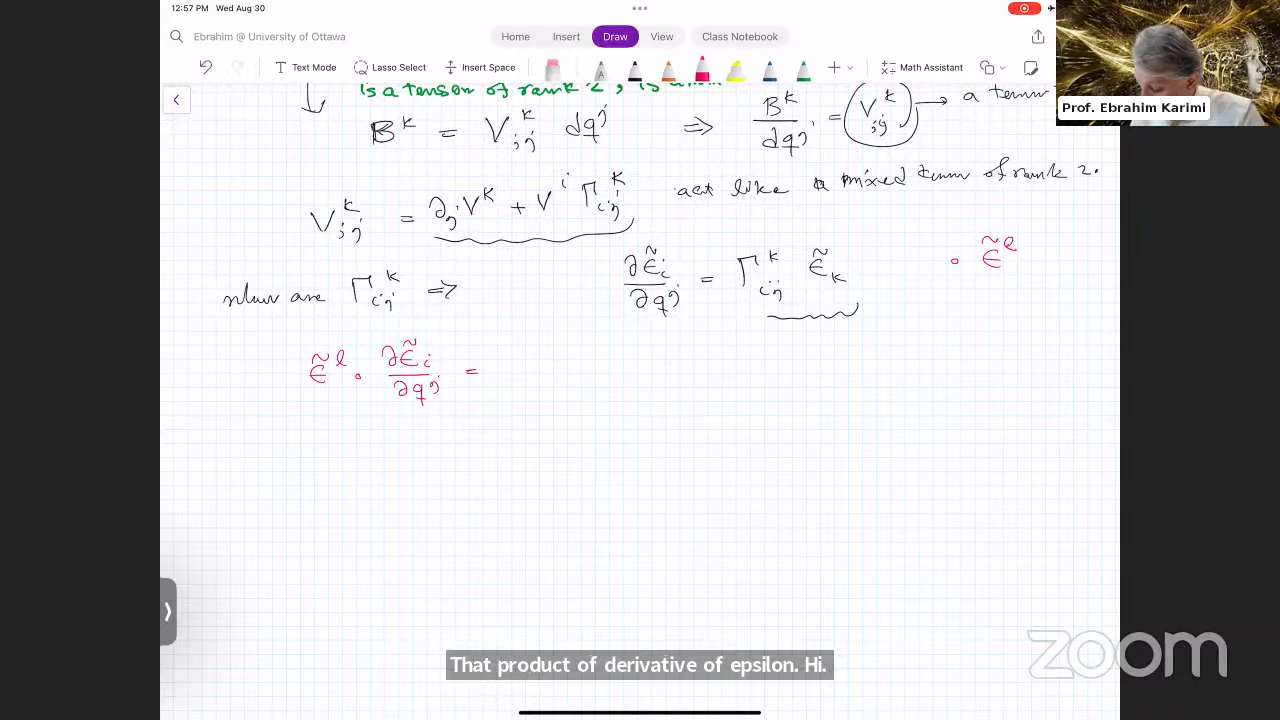 12:57 PM Wed Aug 30
Ebrahim @ University of Ottawa
Home Insert Draw View Class Notebook
Text Mode Lasso Select Insert Space Math Assistant
Prof. Ebrahim Karimi
is a tensor of rank 2, is a
B^k = V^k_{;j} dq^j ⇒ B^k / dq^j = V^k_{;j} → a tensor
V^k_{;j} = ∂_j V^k + V^i Γ^k_{ij} act like a mixed tensor of rank 2.
are Γ^k_{ij} ⇒ ∂ε̃_i / ∂q^j = Γ^k_{ij} ε̃_k · ε̃^l
ε̃^l · ∂ε̃_i / ∂q^j =
That product of derivative of epsilon. Hi.
zoom